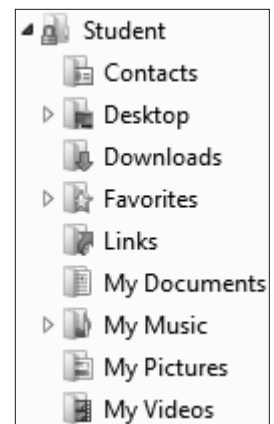 Student
Contacts
Desktop
Downloads
Favorites
Links
My Documents
My Music
My Pictures
My Videos